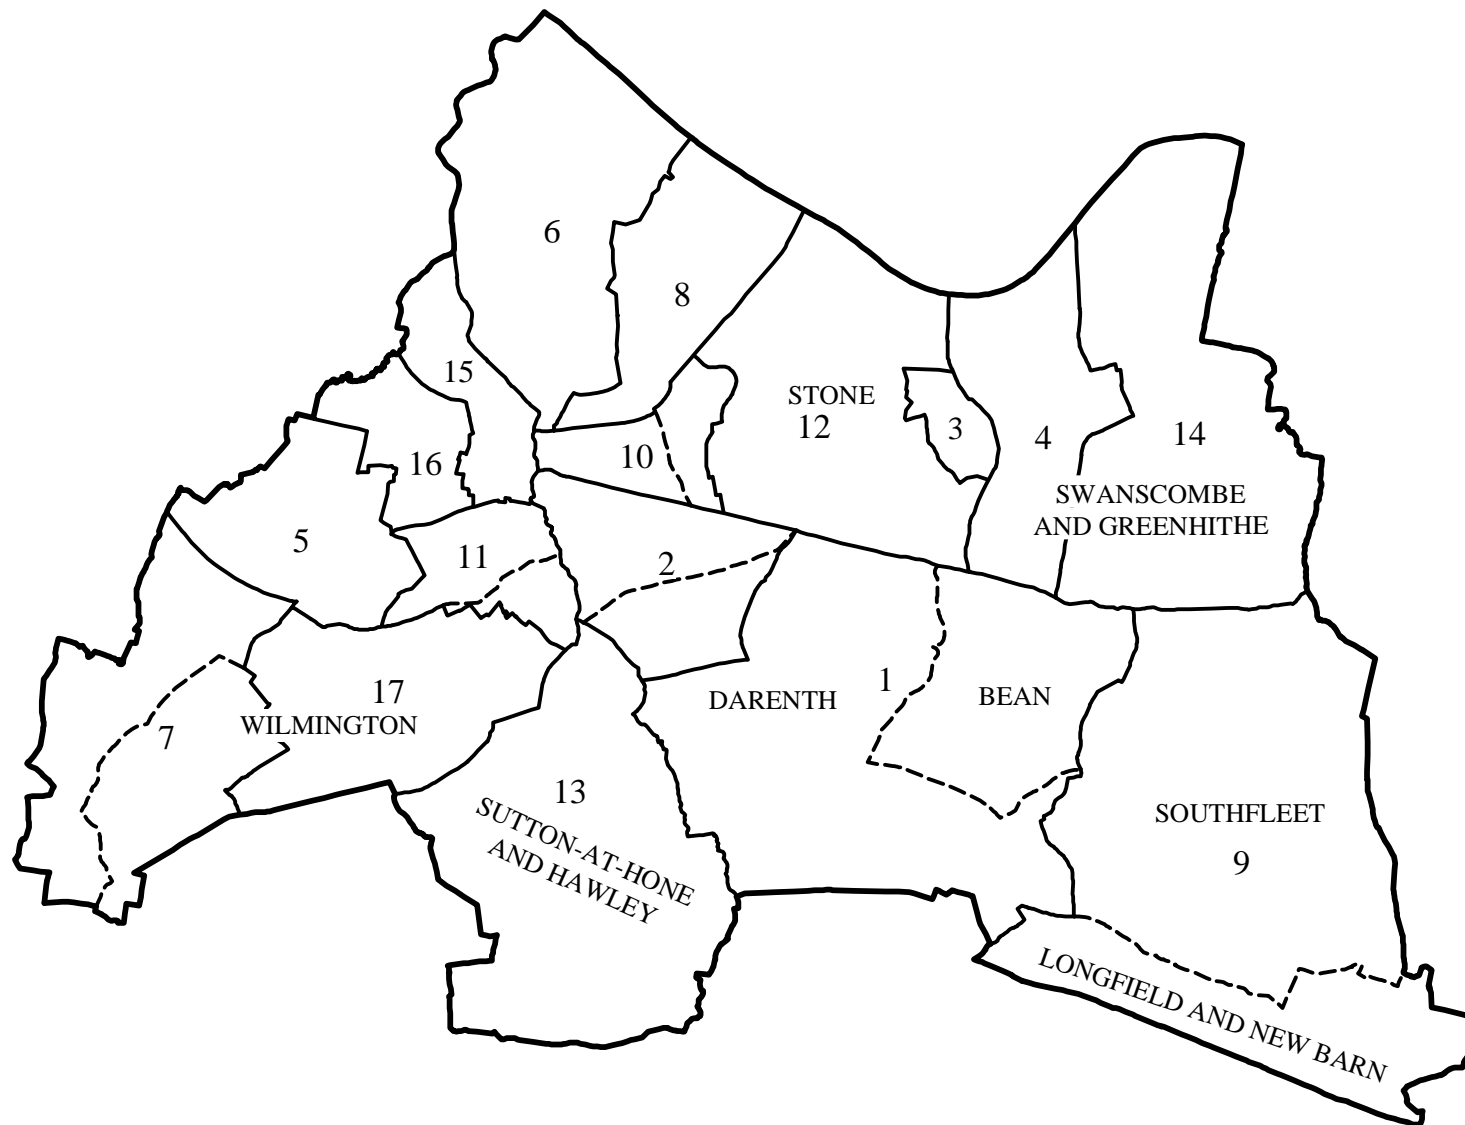 6
8
15
STONE
12
3
4
14
16
10
SWANSCOMBE
AND GREENHITHE
5
11
2
17
WILMINGTON
7
1
DARENTH
BEAN
13
SUTTON-AT-HONE
AND HAWLEY
SOUTHFLEET
9
LONGFIELD AND NEW BARN